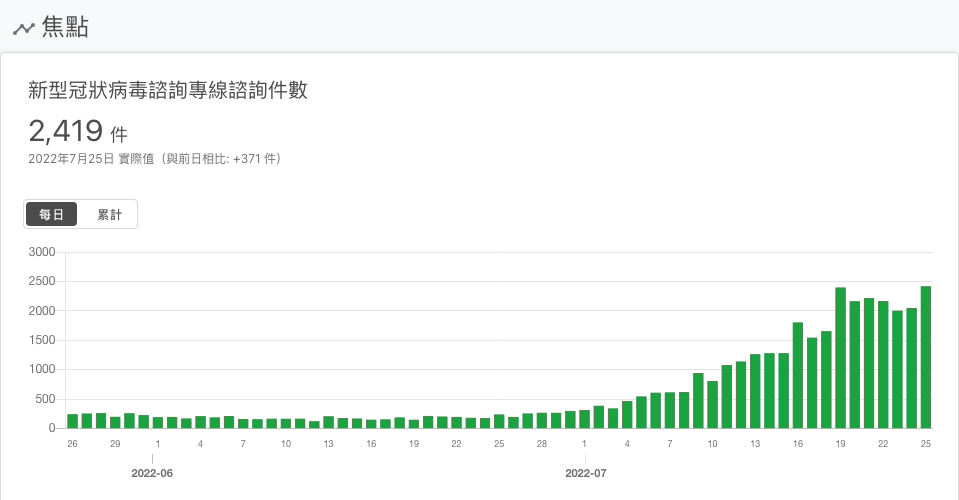 焦點
新型冠狀病毒諮詢專線諮詢件數
2,419 件
2022年7月25日 實際值（與前日相比: +371 件）
每日 累計
3000
2500
2000
1500
1000
500
0
26 29 1 4 7 10 13 16 19 22 25 28 1 4 7 10 13 16 19 22 25
2022-06 2022-07